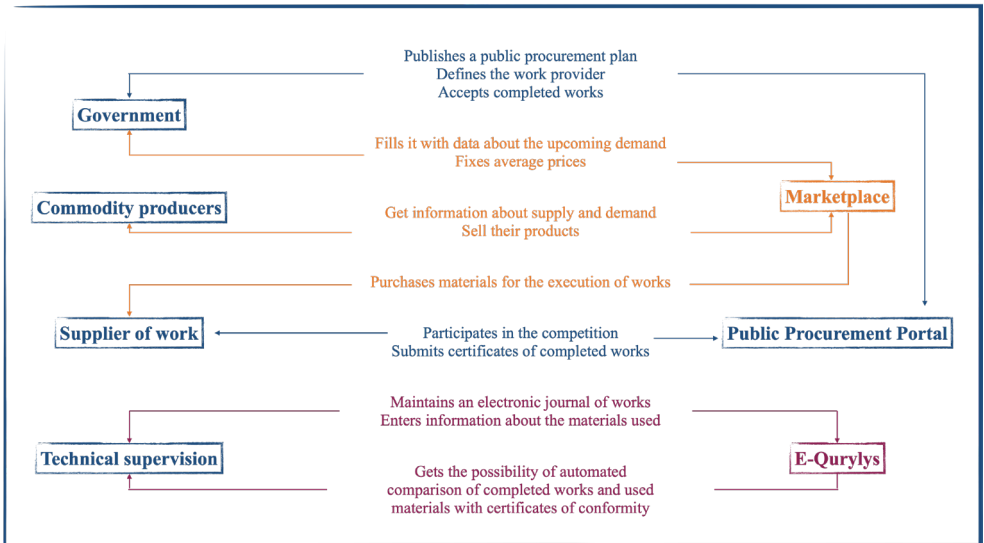 Publishes a public procurement plan
Defines the work provider
Accepts completed works
Government
Fills it with data about the upcoming demand
Fixes average prices
Marketplace
Commodity producers
Get information about supply and demand
Sell their products
Purchases materials for the execution of works
Supplier of work
Participates in the competition
Submits certificates of completed works
Public Procurement Portal
Maintains an electronic journal of works
Enters information about the materials used
Technical supervision
E-Qurylys
Gets the possibility of automated
comparison of completed works and used
materials with certificates of conformity